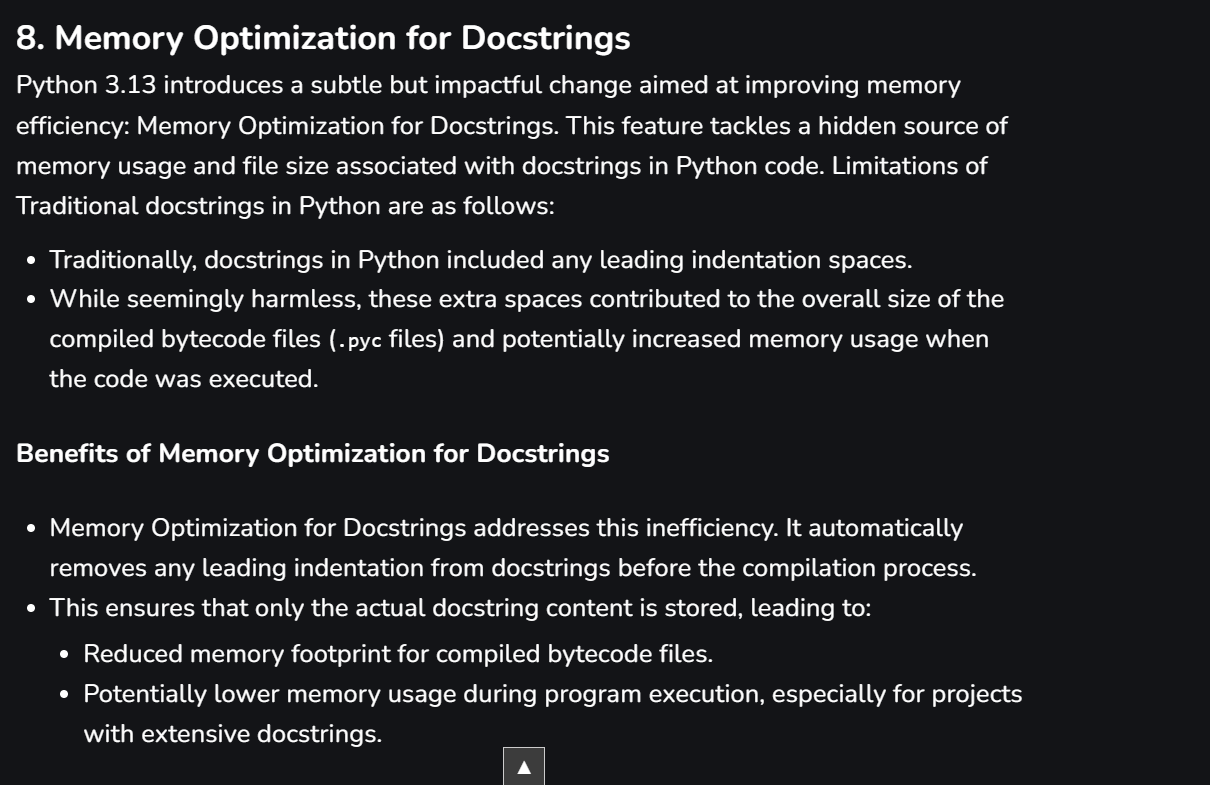 8. Memory Optimization for Docstrings
Python 3.13 introduces a subtle but impactful change aimed at improving memory
efficiency: Memory Optimization for Docstrings. This feature tackles a hidden source of
memory usage and file size associated with docstrings in Python code. Limitations of
Traditional docstrings in Python are as follows:
• Traditionally, docstrings in Python included any leading indentation spaces.
• While seemingly harmless, these extra spaces contributed to the overall size of the
compiled bytecode files (.pyc files) and potentially increased memory usage when
the code was executed.
Benefits of Memory Optimization for Docstrings
• Memory Optimization for Docstrings addresses this inefficiency. It automatically
removes any leading indentation from docstrings before the compilation process.
• This ensures that only the actual docstring content is stored, leading to:
• Reduced memory footprint for compiled bytecode files.
• Potentially lower memory usage during program execution, especially for projects
with extensive docstrings.